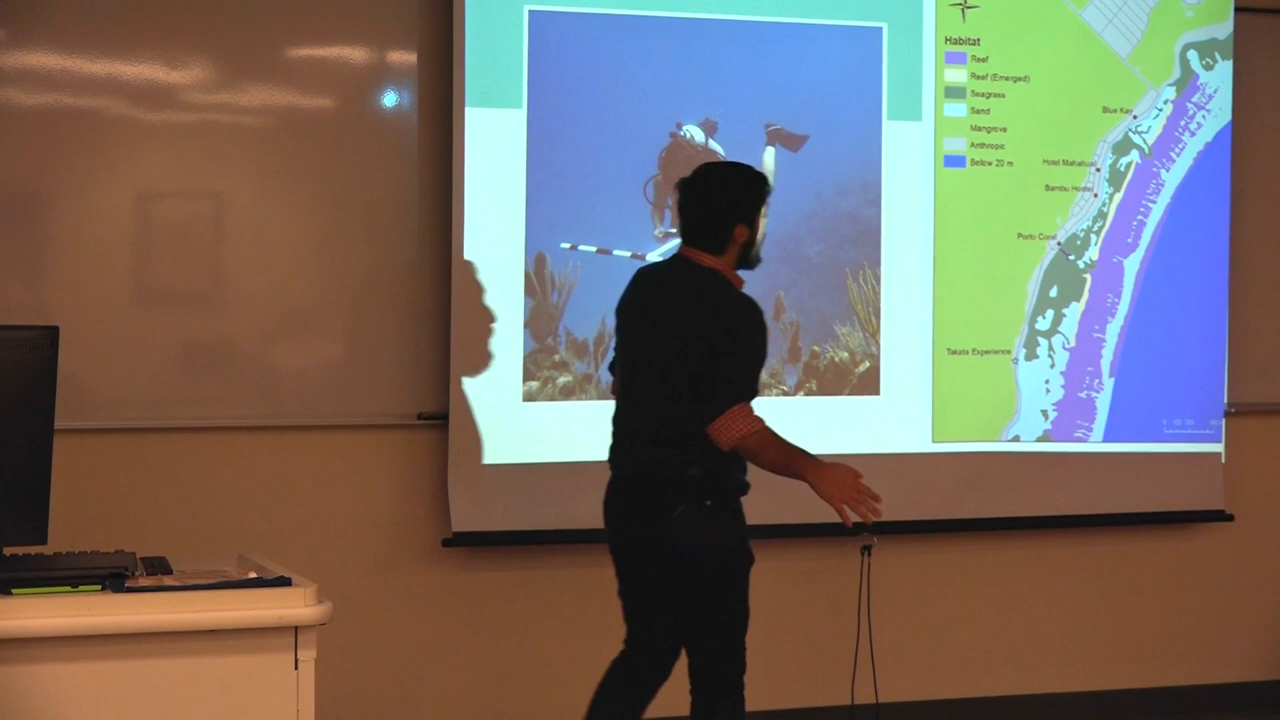 Habitat
Reef
Reef (Emerged)
Seagrass
Sand
Mangrove
Anthropic
Below 20 m
Blue Kay
Hotel Mahahual
Bambu Hostel
Porto Coral
Takata Experience